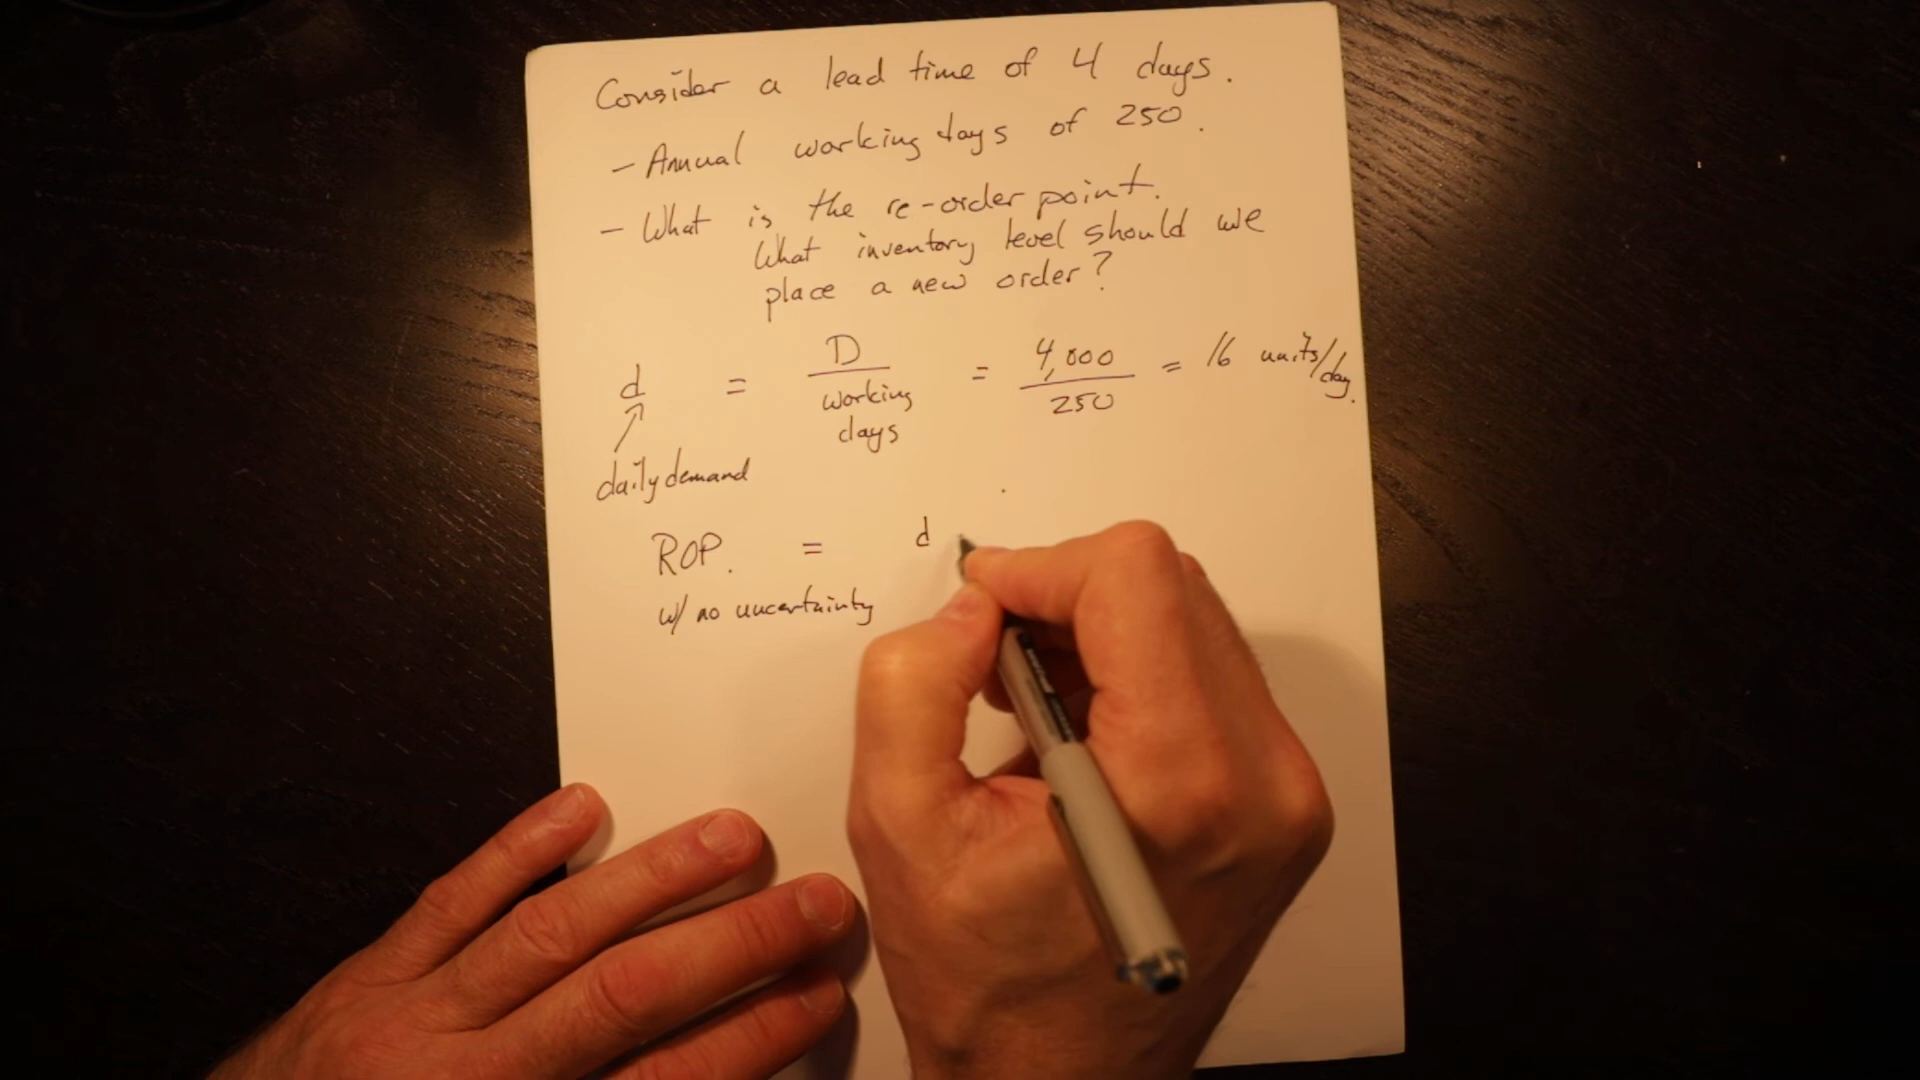 Consider a lead time of 4 days.
- Annual working days of 250.
- What is the re-order point.
What inventory level should we
place a new order?
d = D / working days = 4,000 / 250 = 16 units/day.
daily demand
ROP. = d
w/ no uncertainty